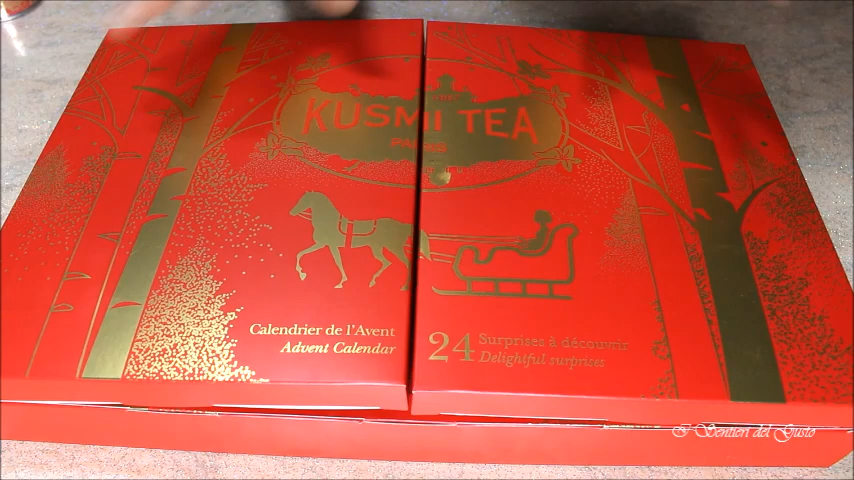 KUSMI TEA
PARIS
Calendrier de l'Avent
Advent Calendar
24 Surprises à découvrir
Delightful surprises
I Sentieri del Gusto